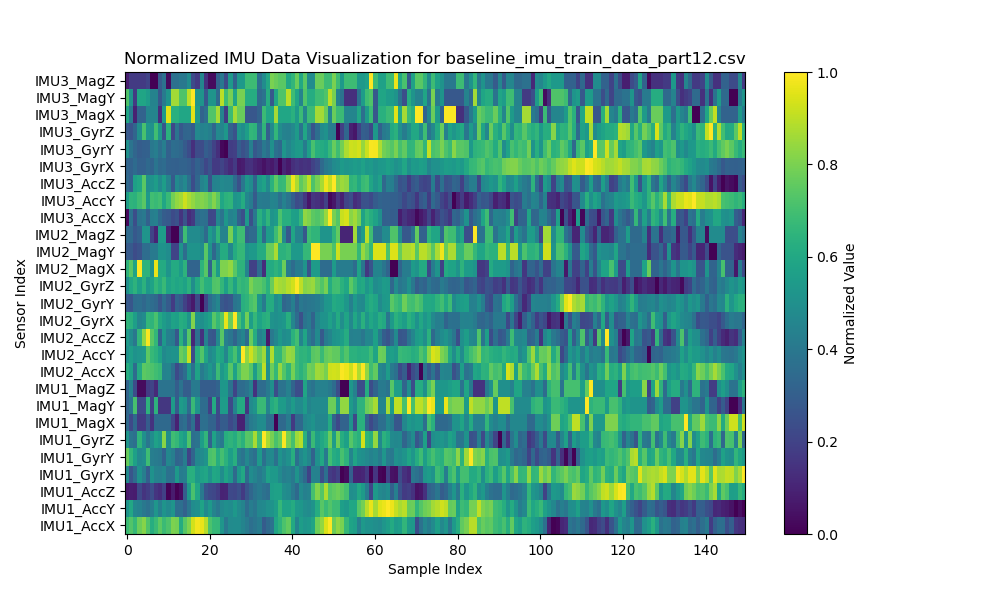 Normalized IMU Data Visualization for baseline_imu_train_data_part12.csv
IMU3_MagZ
IMU3_MagY
IMU3_MagX
IMU3_GyrZ
IMU3_GyrY
IMU3_GyrX
IMU3_AccZ
IMU3_AccY
IMU3_AccX
IMU2_MagZ
IMU2_MagY
IMU2_MagX
IMU2_GyrZ
IMU2_GyrY
IMU2_GyrX
IMU2_AccZ
IMU2_AccY
IMU2_AccX
IMU1_MagZ
IMU1_MagY
IMU1_MagX
IMU1_GyrZ
IMU1_GyrY
IMU1_GyrX
IMU1_AccZ
IMU1_AccY
IMU1_AccX
Sensor Index
0 20 40 60 80 100 120 140
Sample Index
1.0
0.8
0.6
0.4
0.2
0.0
Normalized Value